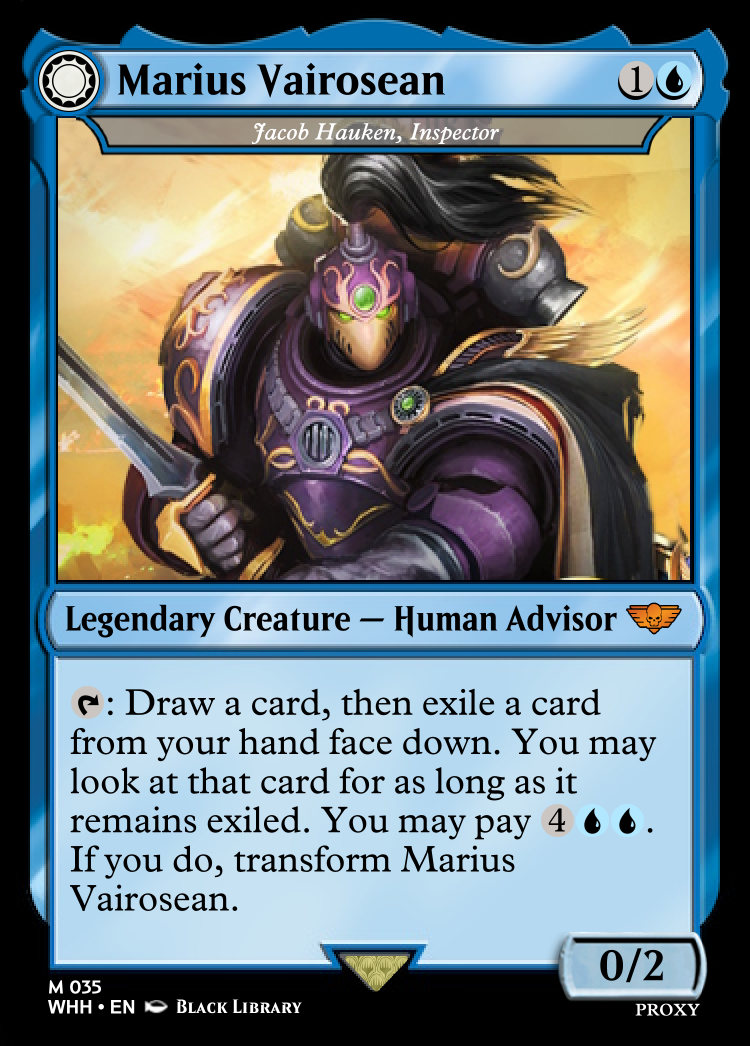 Marius Vairosean 1
Jacob Hauken, Inspector
Legendary Creature — Human Advisor
: Draw a card, then exile a card
from your hand face down. You may
look at that card for as long as it
remains exiled. You may pay 4.
If you do, transform Marius
Vairosean.
0/2
M 035
WHH • EN BLACK LIBRARY
PROXY